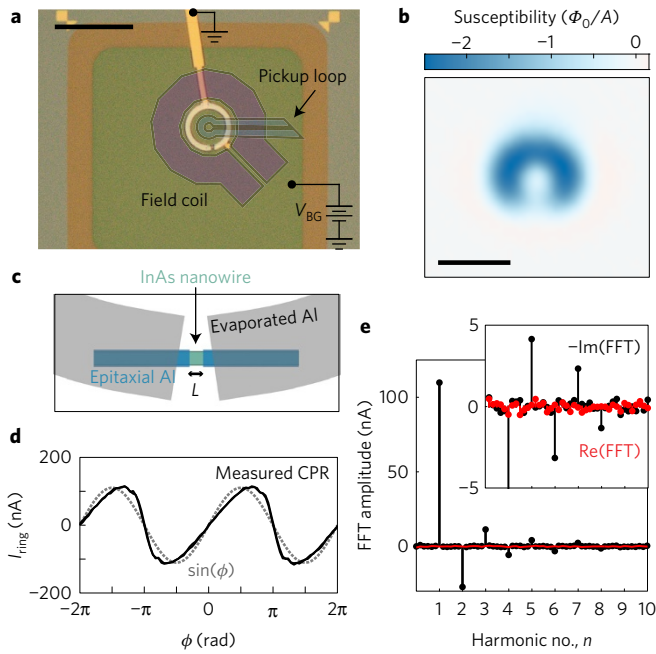 a
Pickup loop
Field coil
V_BG
b
Susceptibility (Φ₀/A)
−2 −1 0
c
InAs nanowire
Evaporated Al
Epitaxial Al
L
d
200
0
−200
I_ring (nA)
Measured CPR
sin(ϕ)
−2π −π 0 π 2π
ϕ (rad)
e
100
50
0
FFT amplitude (nA)
5
0
−5
−Im(FFT)
Re(FFT)
1 2 3 4 5 6 7 8 9 10
Harmonic no., n